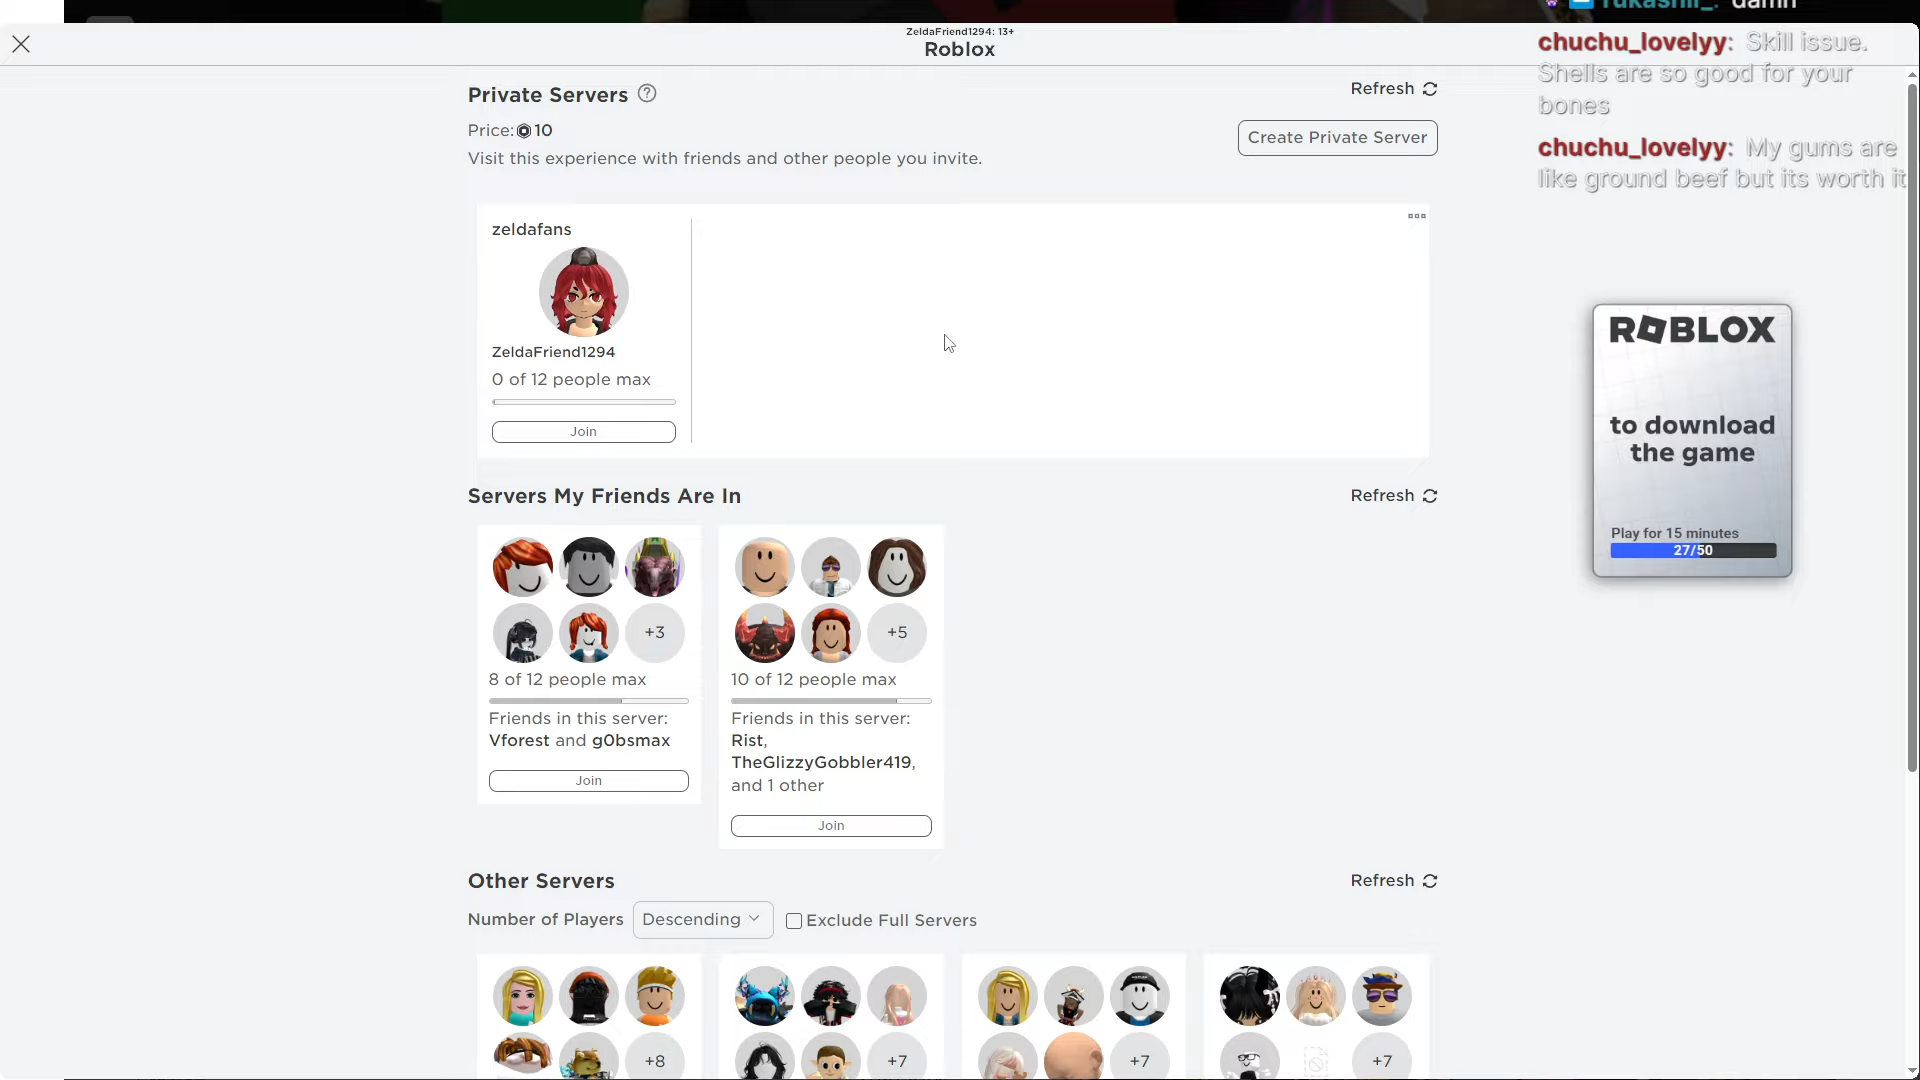 damn
ZeldaFriend1294: 13+
Roblox
chuchu_lovelyy: Skill issue.
Shells are so good for your
bones
chuchu_lovelyy: My gums are
like ground beef but its worth it
Private Servers
Refresh
Price: 10
Create Private Server
Visit this experience with friends and other people you invite.
zeldafans
ZeldaFriend1294
0 of 12 people max
Join
ROBLOX
to download
the game
Play for 15 minutes
27/50
Servers My Friends Are In
Refresh
+3
+5
8 of 12 people max
10 of 12 people max
Friends in this server:
Vforest and g0bsmax
Join
Friends in this server:
Rist,
TheGlizzyGobbler419,
and 1 other
Join
Other Servers
Refresh
Number of Players
Descending
Exclude Full Servers
+8
+7
+7
+7